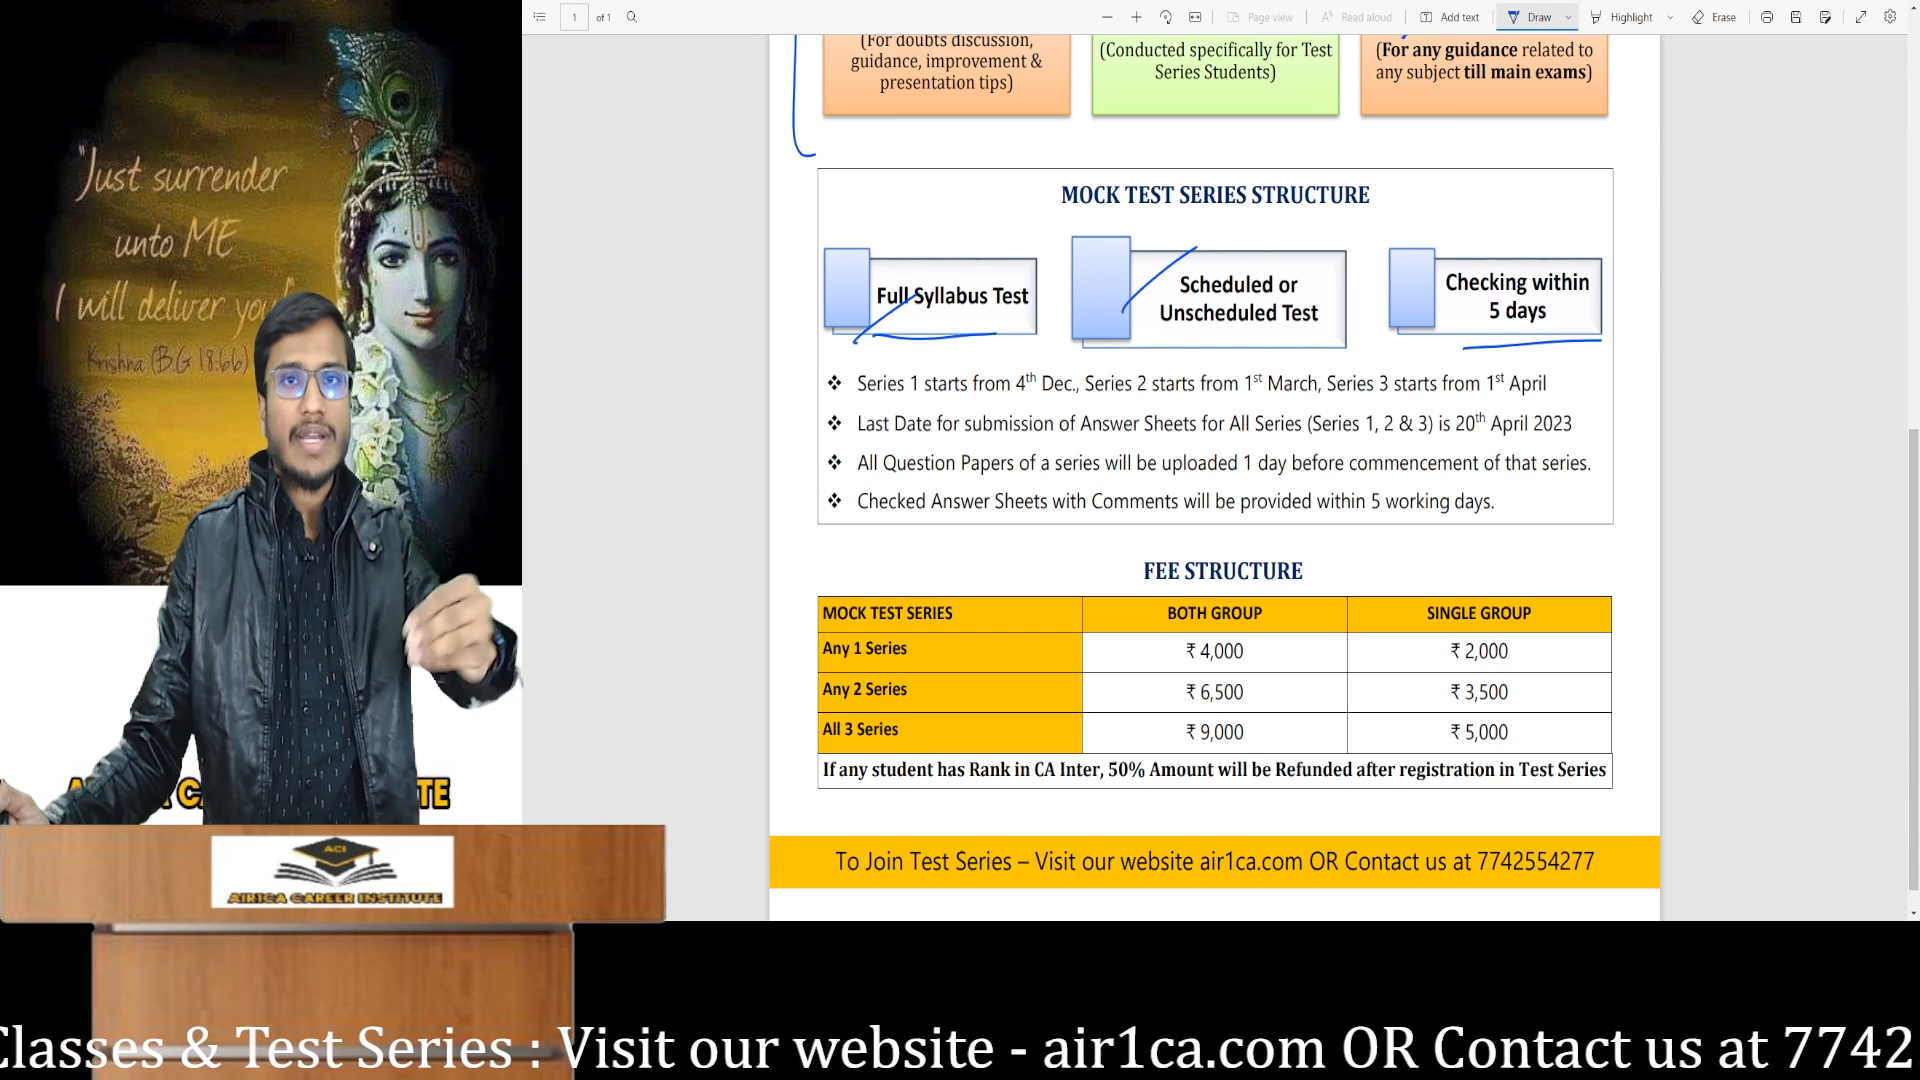 "Just surrender
unto ME
I will deliver you"
- Krishna (B.G 18:66)
TE
ACI
AIR1CA CAREER INSTITUTE
1 of 1
Page view
Read aloud
Add text
Draw
Highlight
Erase
(For doubts discussion,
guidance, improvement &
presentation tips)
(Conducted specifically for Test
Series Students)
(For any guidance related to
any subject till main exams)
MOCK TEST SERIES STRUCTURE
Full Syllabus Test
Scheduled or
Unscheduled Test
Checking within
5 days
❖ Series 1 starts from 4th Dec., Series 2 starts from 1st March, Series 3 starts from 1st April
❖ Last Date for submission of Answer Sheets for All Series (Series 1, 2 & 3) is 20th April 2023
❖ All Question Papers of a series will be uploaded 1 day before commencement of that series.
❖ Checked Answer Sheets with Comments will be provided within 5 working days.
FEE STRUCTURE
MOCK TEST SERIES BOTH GROUP SINGLE GROUP
Any 1 Series ₹ 4,000 ₹ 2,000
Any 2 Series ₹ 6,500 ₹ 3,500
All 3 Series ₹ 9,000 ₹ 5,000
If any student has Rank in CA Inter, 50% Amount will be Refunded after registration in Test Series
To Join Test Series – Visit our website air1ca.com OR Contact us at 7742554277
Classes & Test Series : Visit our website - air1ca.com OR Contact us at 7742